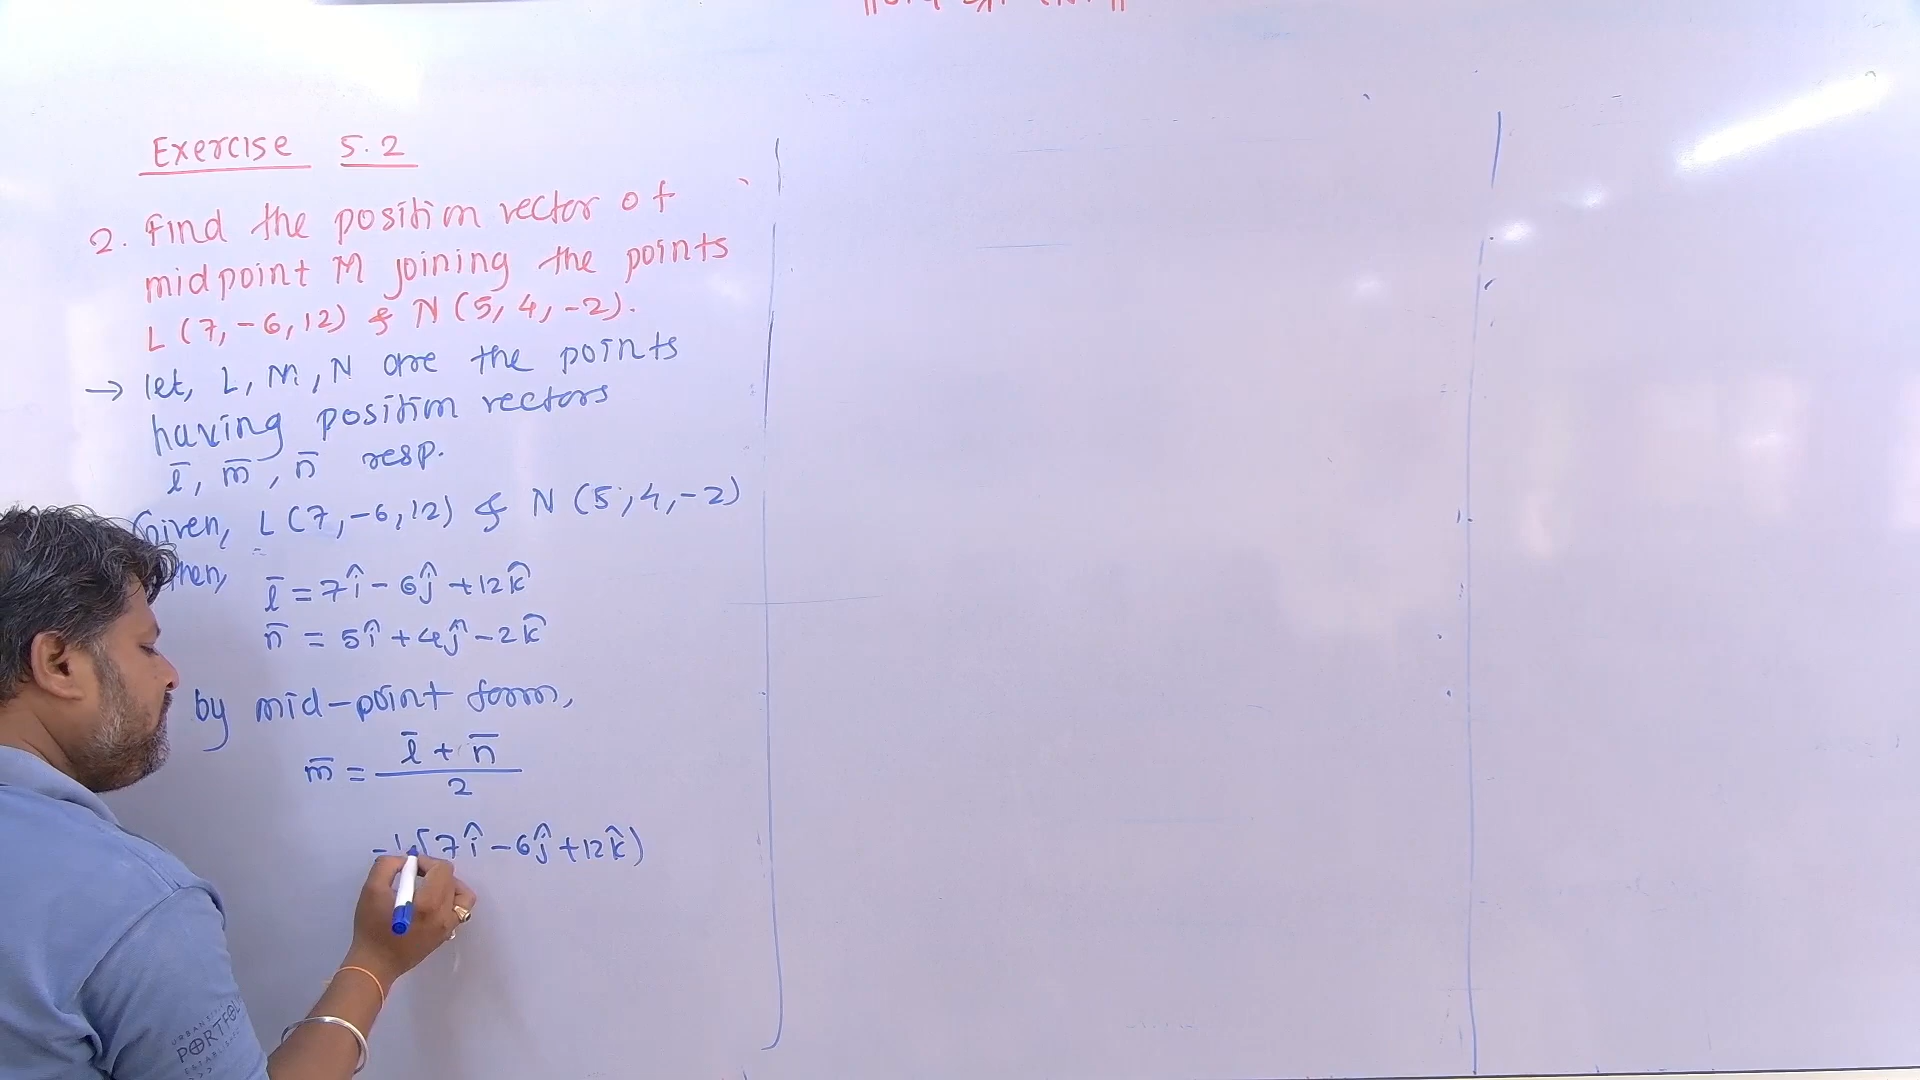 Exercise 5.2
2. Find the position vector of
midpoint M joining the points
L (7, -6, 12) & N (5, 4, -2).
→ let, L, M, N are the points
having position vectors
l̅, m̅, n̅ resp.
Given, L (7, -6, 12) & N (5, 4, -2)
l̅ = 7î - 6ĵ + 12k̂
n̅ = 5î + 4ĵ - 2k̂
by mid-point form,
m̅ = (l̅ + n̅) / 2
[7î - 6ĵ + 12k̂)
PORTFOL